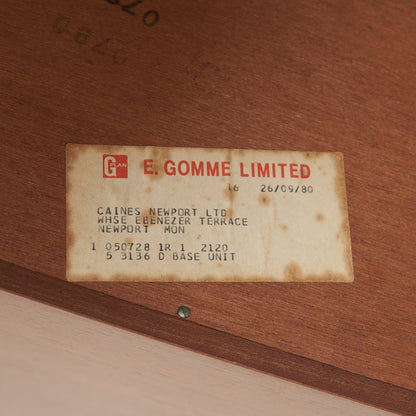 0799
G PLAN E. GOMME LIMITED
16 26/09/80
CAINES NEWPORT LTD
WHSE EBENEZER TERRACE
NEWPORT MON
1 050728 1R 1 2120
5 3136 D BASE UNIT